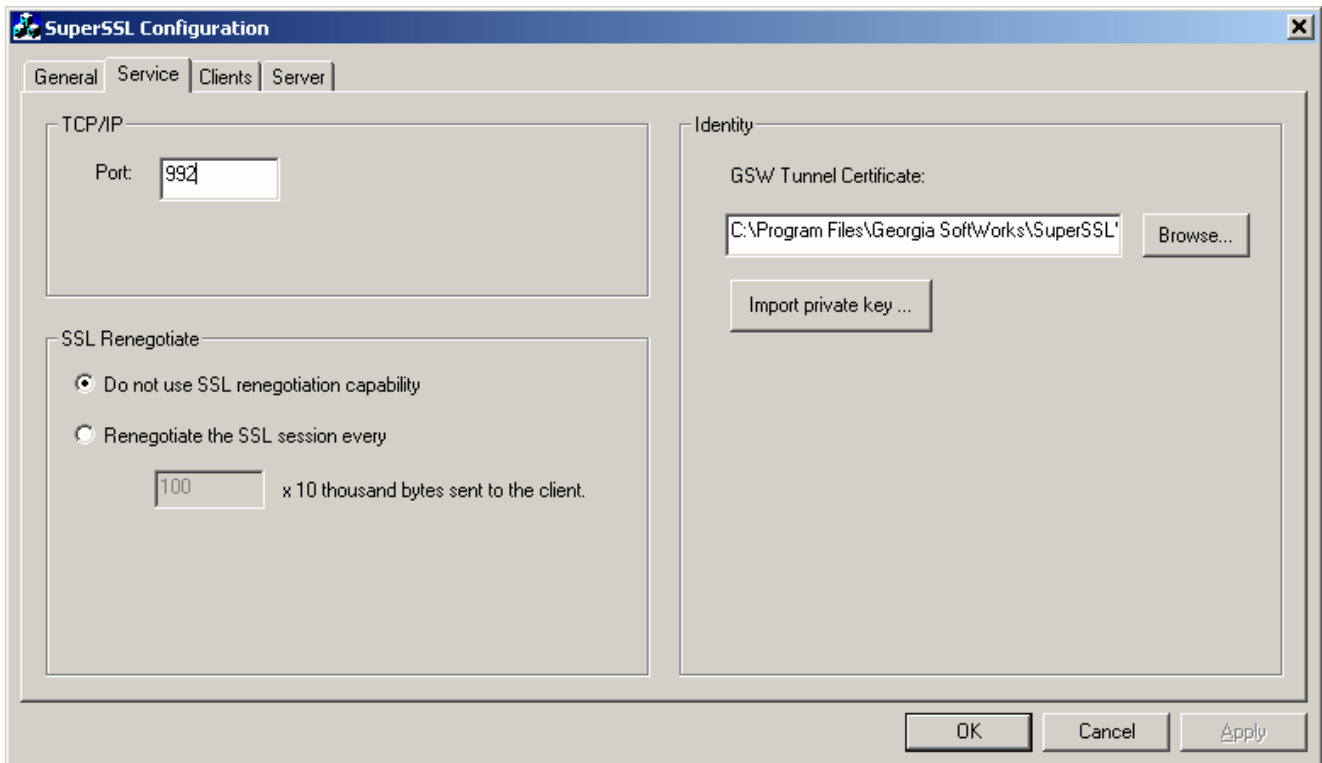 SuperSSL Configuration
General Service Clients Server
TCP/IP
Port: 992
SSL Renegotiate
Do not use SSL renegotiation capability
Renegotiate the SSL session every
100 x 10 thousand bytes sent to the client.
Identity
GSW Tunnel Certificate:
C:\Program Files\Georgia SoftWorks\SuperSSL Browse...
Import private key ...
OK Cancel Apply